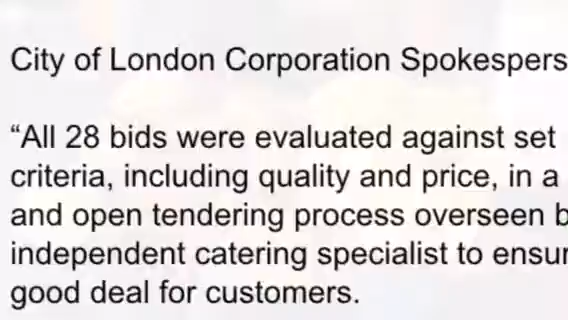 City of London Corporation Spokespers
“All 28 bids were evaluated against set
criteria, including quality and price, in a
and open tendering process overseen b
independent catering specialist to ensur
good deal for customers.